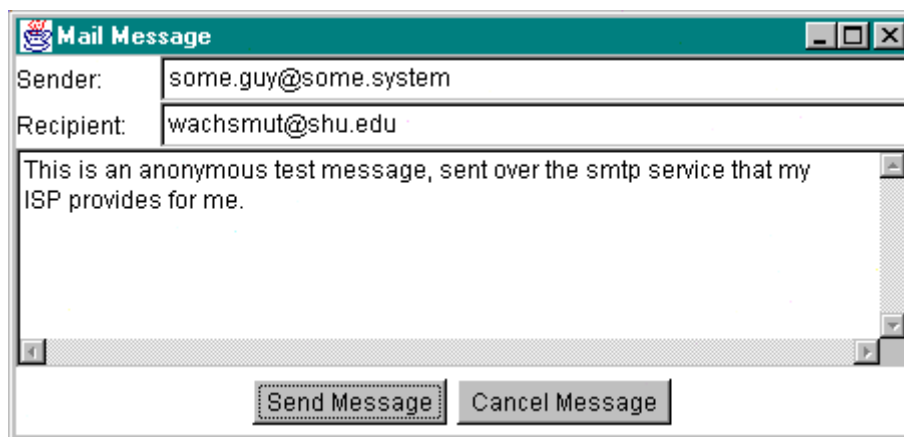 Mail Message
Sender: some.guy@some.system
Recipient: wachsmut@shu.edu
This is an anonymous test message, sent over the smtp service that my
ISP provides for me.
Send Message Cancel Message